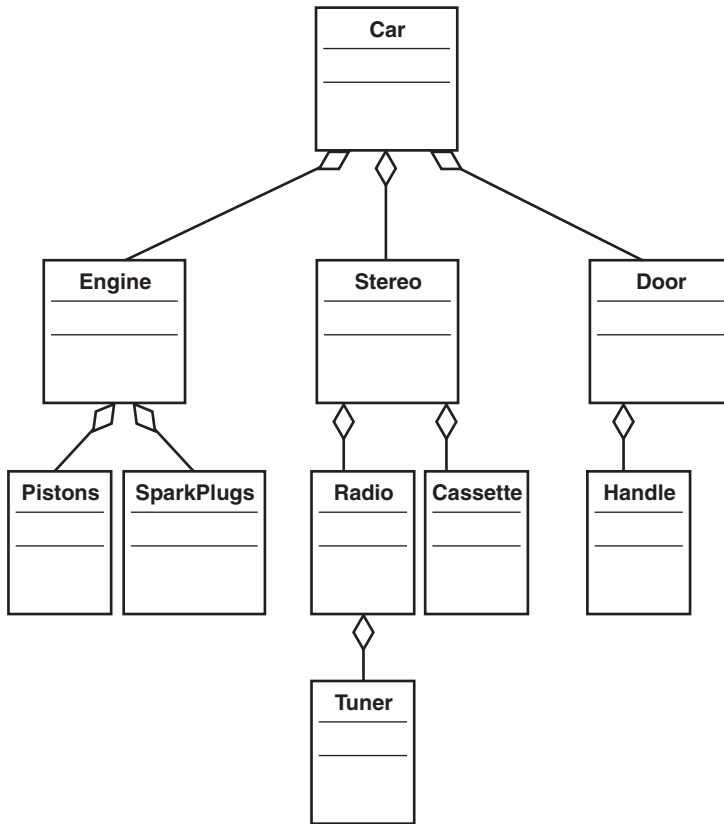 Car
Engine
Stereo
Door
Pistons
SparkPlugs
Radio
Cassette
Handle
Tuner